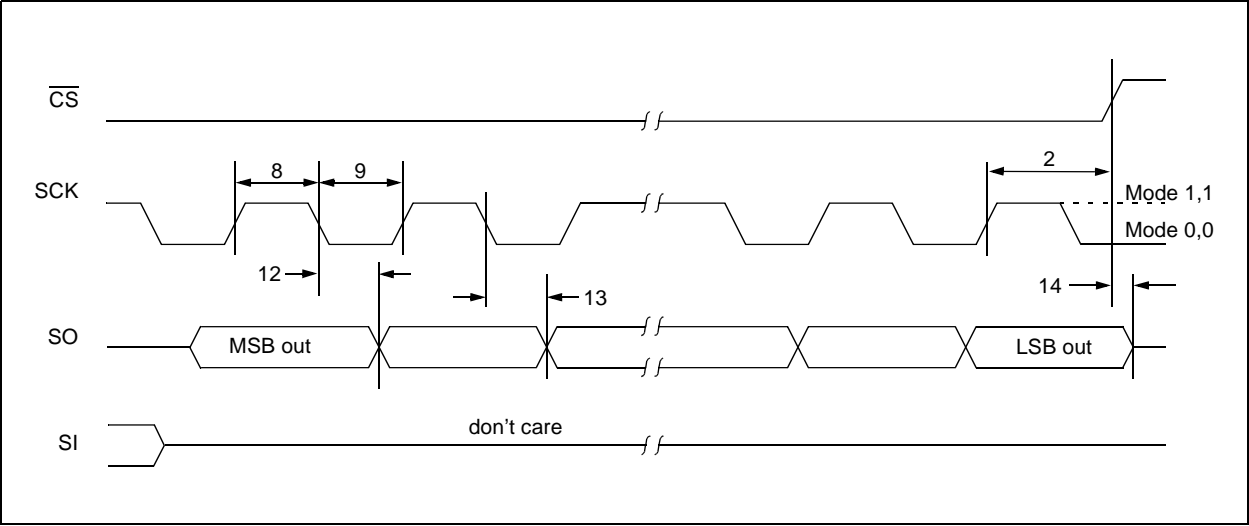 CS
8
9
2
SCK
Mode 1,1
Mode 0,0
12
13
14
SO
MSB out
LSB out
don't care
SI